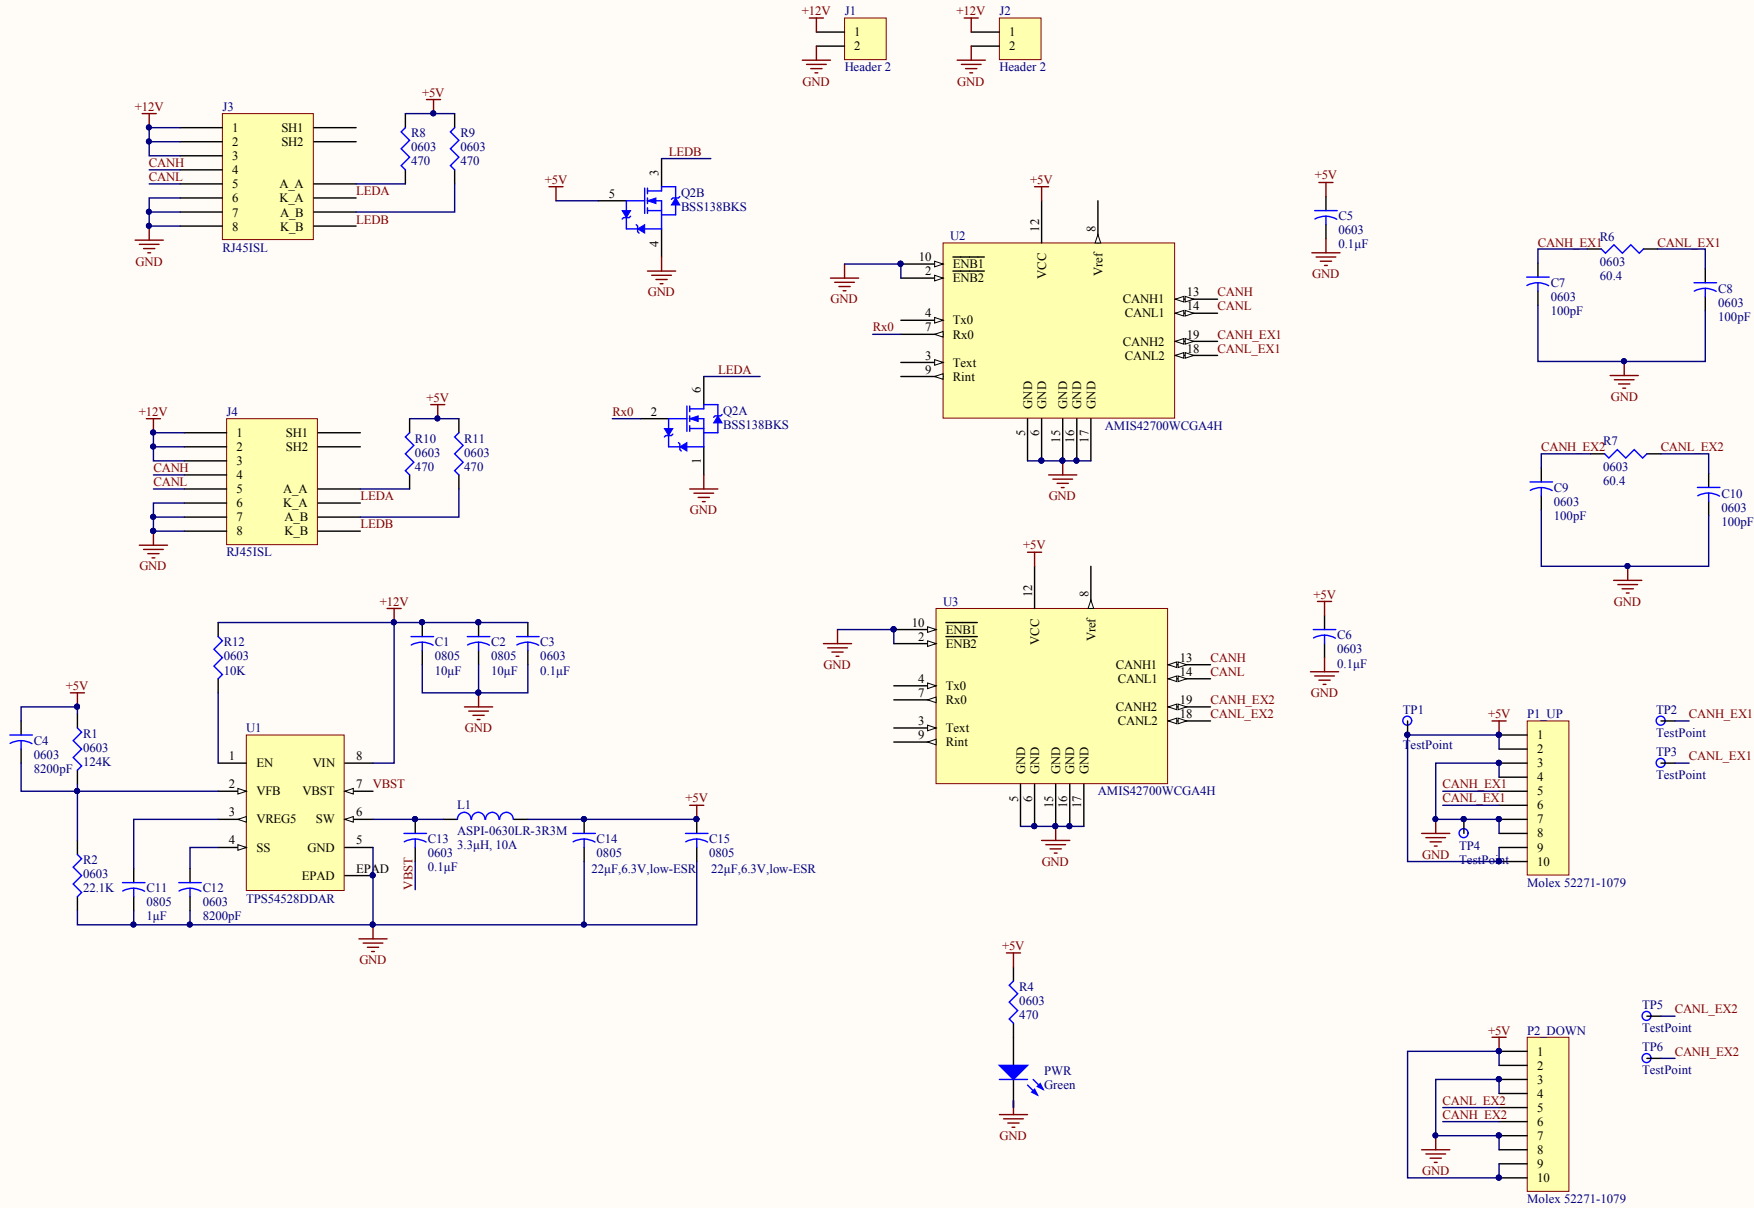 +12V
J1
1
2
Header 2
GND
+12V
J2
1
2
Header 2
GND
+12V
J3
1
2
3
CANH
4
CANL
5
6
7
8
SH1
SH2
A_A
K_A
A_B
K_B
LEDA
LEDB
RJ45ISL
GND
+5V
R8
0603
470
R9
0603
470
LEDB
3
+5V
5
Q2B
BSS138BKS
4
GND
+5V
12
8
U2
VCC
Vref
10
ENB1
2
ENB2
GND
4
Tx0
Rx0
7
Rx0
3
Text
9
Rint
CANH1
13
CANH
CANL1
14
CANL
CANH2
19
CANH_EX1
CANL2
18
CANL_EX1
GND
GND
GND
GND
GND
5
6
15
16
17
AMIS42700WCGA4H
GND
+5V
C5
0603
0.1µF
GND
CANH_EX1
R6
CANL_EX1
0603
60.4
C7
0603
100pF
C8
0603
100pF
GND
+12V
J4
1
2
3
CANH
4
CANL
5
6
7
8
SH1
SH2
A_A
K_A
A_B
K_B
LEDA
LEDB
RJ45ISL
GND
+5V
R10
0603
470
R11
0603
470
LEDA
6
Rx0
2
Q2A
BSS138BKS
1
GND
CANH_EX2
R7
CANL_EX2
0603
60.4
C9
0603
100pF
C10
0603
100pF
GND
+5V
12
8
U3
VCC
Vref
10
ENB1
2
ENB2
GND
4
Tx0
7
Rx0
3
Text
9
Rint
CANH1
13
CANH
CANL1
14
CANL
CANH2
19
CANH_EX2
CANL2
18
CANL_EX2
GND
GND
GND
GND
GND
5
6
15
16
17
AMIS42700WCGA4H
GND
+5V
C6
0603
0.1µF
GND
+12V
R12
0603
10K
C1
0805
10µF
C2
0805
10µF
C3
0603
0.1µF
GND
+5V
C4
0603
8200pF
R1
0603
124K
U1
1
EN
VIN
8
2
VFB
VBST
7
VBST
3
VREG5
SW
6
4
SS
GND
5
EPAD
EPAD
TPS54528DDAR
R2
0603
22.1K
C11
0805
1µF
C12
0603
8200pF
C13
0603
0.1µF
VBST
L1
ASPI-0630LR-3R3M
3.3µH, 10A
+5V
C14
0805
22µF,6.3V,low-ESR
C15
0805
22µF,6.3V,low-ESR
GND
+5V
R4
0603
470
PWR
Green
GND
TP1
TestPoint
+5V
P1_UP
1
2
3
4
CANH_EX1
5
CANL_EX1
6
7
8
9
10
GND
TP4
TestPoint
Molex 52271-1079
TP2
CANH_EX1
TestPoint
TP3
CANL_EX1
TestPoint
+5V
P2_DOWN
1
2
3
4
CANL_EX2
5
CANH_EX2
6
7
8
9
10
GND
Molex 52271-1079
TP5
CANL_EX2
TestPoint
TP6
CANH_EX2
TestPoint